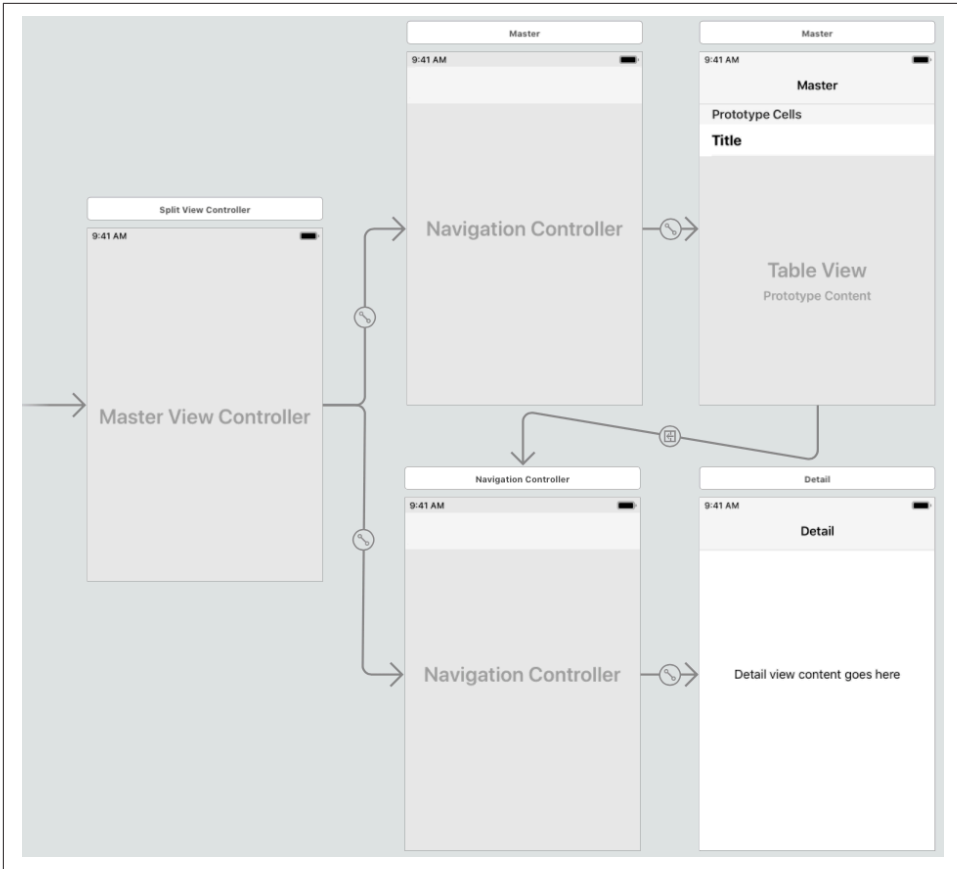 Master
9:41 AM
Navigation Controller
Master
9:41 AM
Master
Prototype Cells
Title
Table View
Prototype Content
Split View Controller
9:41 AM
Master View Controller
Navigation Controller
9:41 AM
Navigation Controller
Detail
9:41 AM
Detail
Detail view content goes here